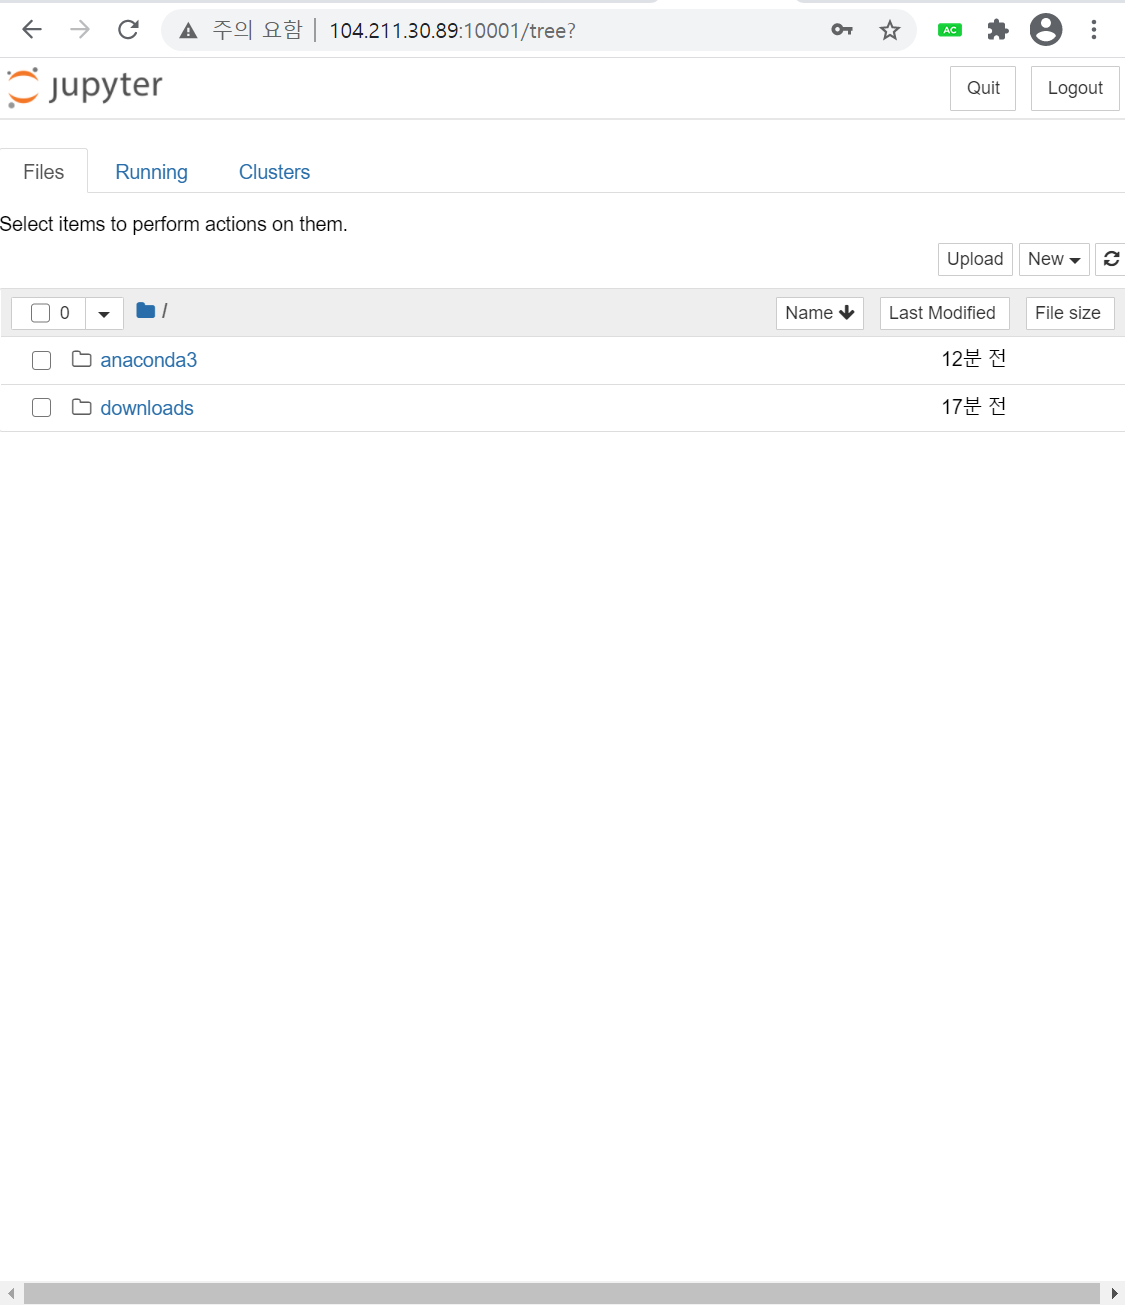 주의 요함 | 104.211.30.89:10001/tree?
AC
jupyter
Quit
Logout
Files
Running
Clusters
Select items to perform actions on them.
Upload
New
0
/
Name
Last Modified
File size
anaconda3
12분 전
downloads
17분 전